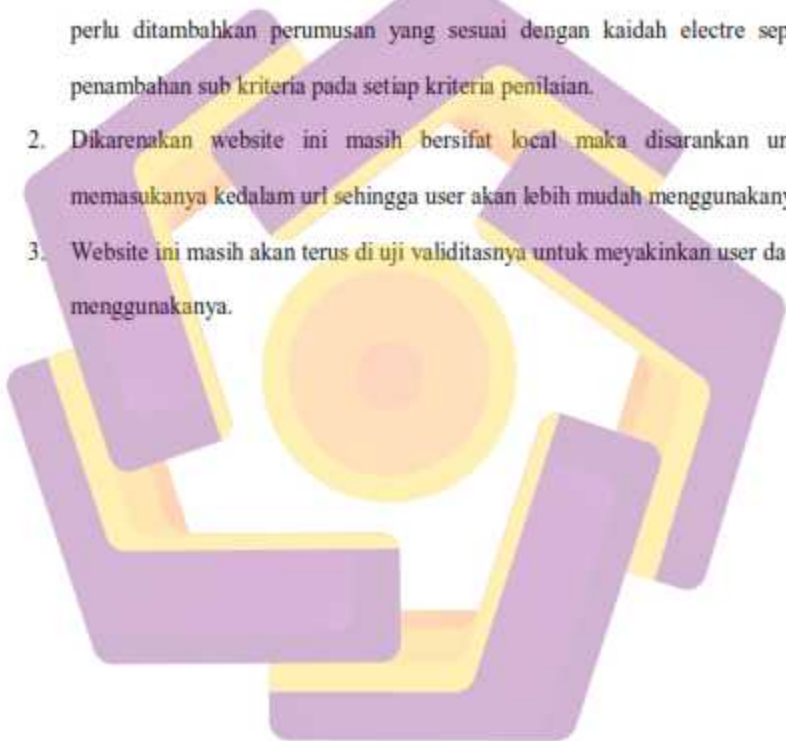 perlu ditambahkan perumusan yang sesuai dengan kaidah electre sep
penambahan sub kriteria pada setiap kriteria penilaian.
2. Dikarenakan website ini masih bersifat local maka disarankan un
memasukanya kedalam url sehingga user akan lebih mudah menggunakany
3. Website ini masih akan terus di uji validitasnya untuk meyakinkan user da
menggunakanya.